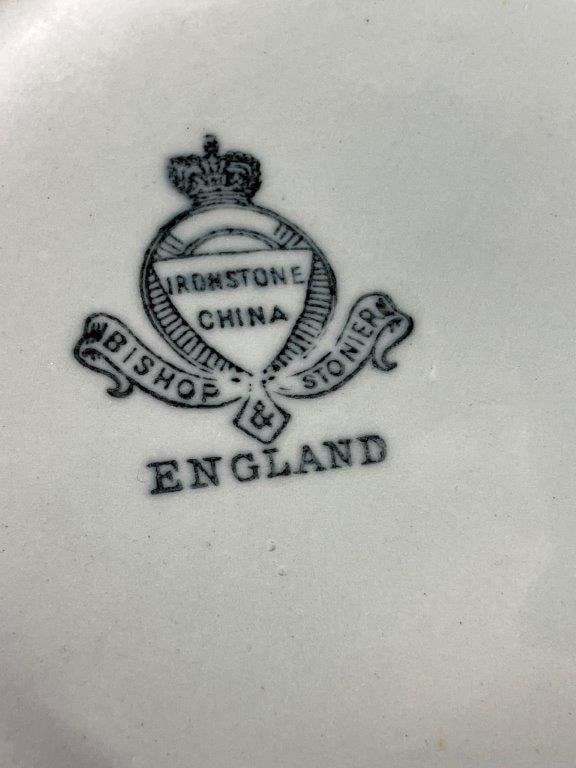 IRONSTONE
CHINA
BISHOP & STONIER
ENGLAND